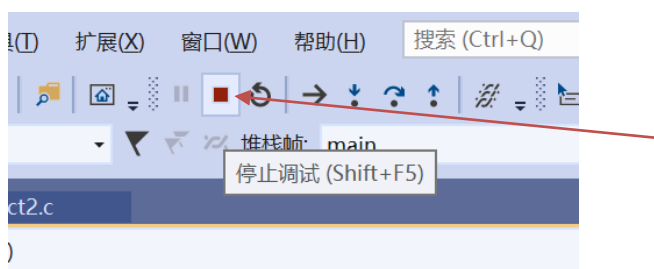 (T) 扩展(X) 窗口(W) 帮助(H) 搜索 (Ctrl+Q)
堆栈帧: main
停止调试 (Shift+F5)
ct2.c
)